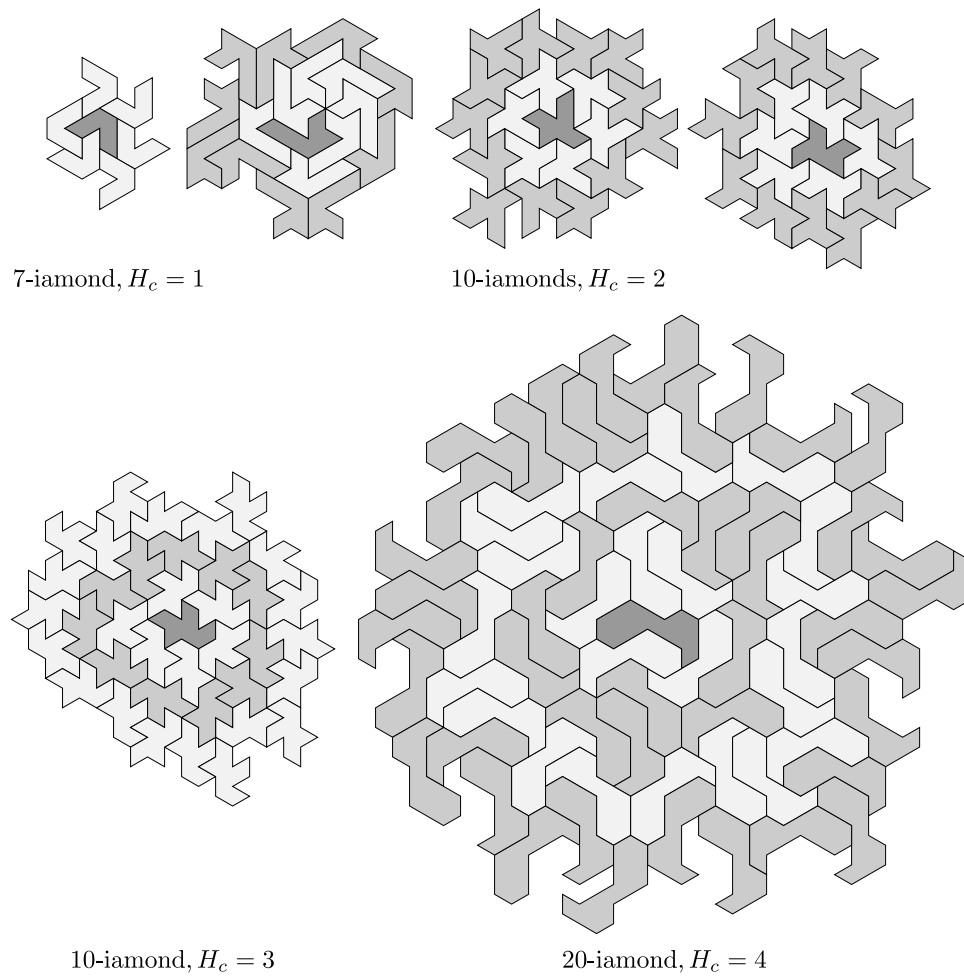 7-iamond, H_c = 1
10-iamonds, H_c = 2
10-iamond, H_c = 3
20-iamond, H_c = 4